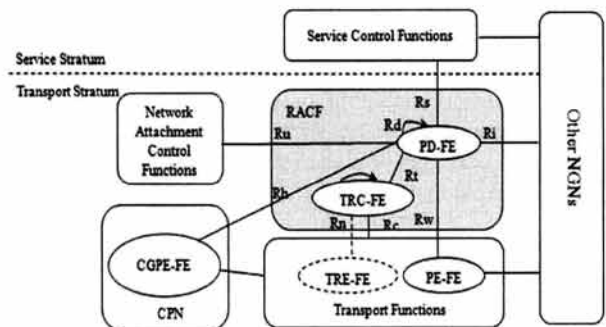 Service Control Functions
Service Stratum
Transport Stratum
Network
Attachment
Control
Functions
RACF
Rs
Rd
Ru
PD-FE
Ri
Rt
Rh
TRC-FE
Rn
Rc
Rw
CGPE-FE
CPN
TRE-FE
PE-FE
Transport Functions
Other NGNs